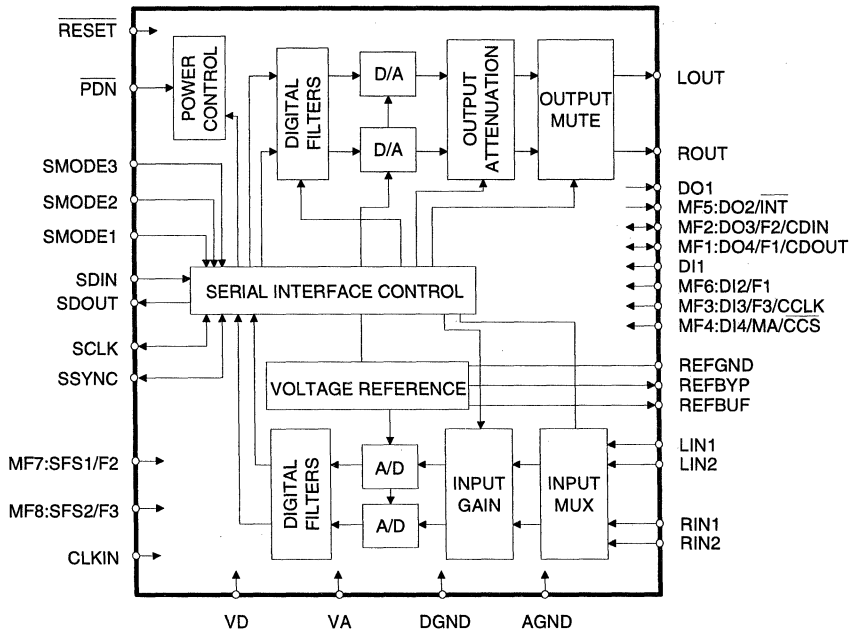 RESET
PDN
SMODE3
SMODE2
SMODE1
SDIN
SDOUT
SCLK
SSYNC
MF7:SFS1/F2
MF8:SFS2/F3
CLKIN
POWER
CONTROL
DIGITAL
FILTERS
D/A
D/A
OUTPUT
ATTENUATION
OUTPUT
MUTE
SERIAL INTERFACE CONTROL
VOLTAGE REFERENCE
DIGITAL
FILTERS
A/D
A/D
INPUT
GAIN
INPUT
MUX
LOUT
ROUT
DO1
MF5:DO2/INT
MF2:DO3/F2/CDIN
MF1:DO4/F1/CDOUT
DI1
MF6:DI2/F1
MF3:DI3/F3/CCLK
MF4:DI4/MA/CCS
REFGND
REFBYP
REFBUF
LIN1
LIN2
RIN1
RIN2
VD
VA
DGND
AGND